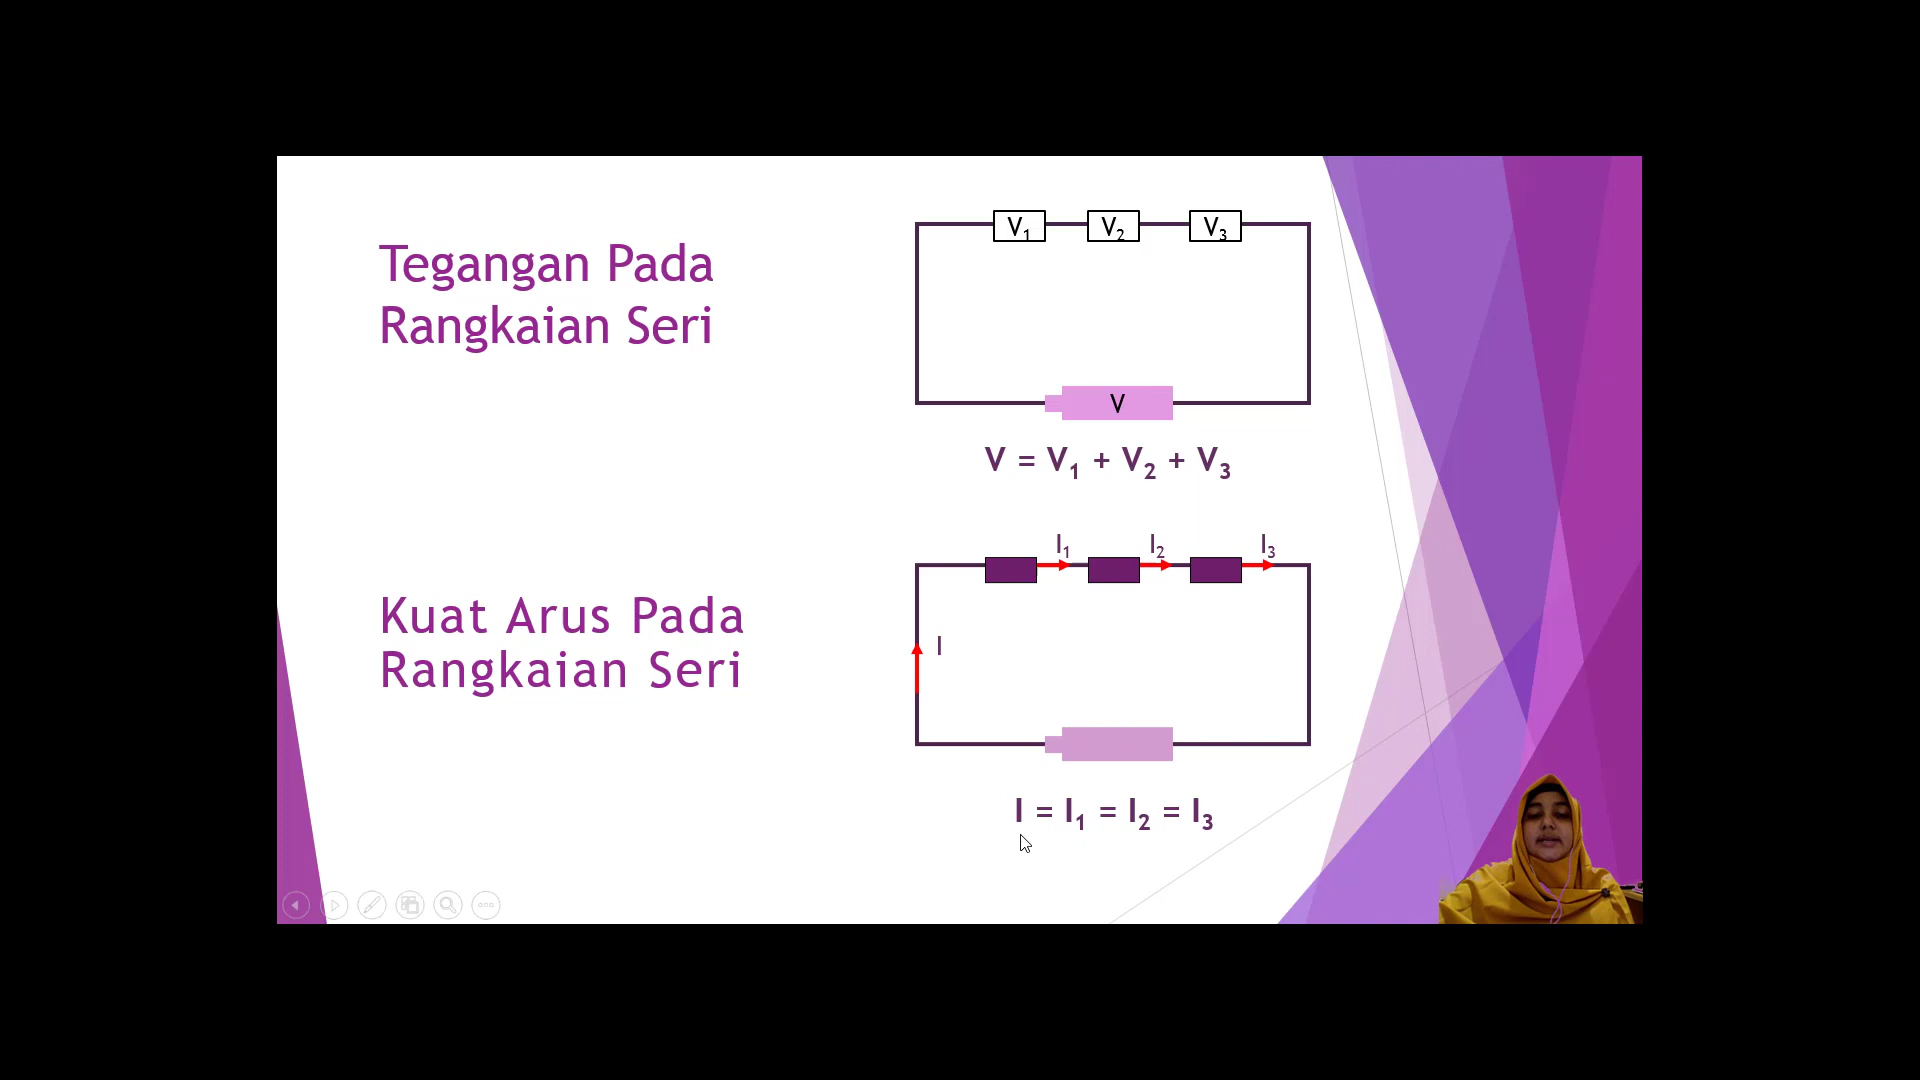 Tegangan Pada
Rangkaian Seri
V₁ V₂ V₃
V
V = V₁ + V₂ + V₃
Kuat Arus Pada
Rangkaian Seri
I₁ I₂ I₃
I
I = I₁ = I₂ = I₃